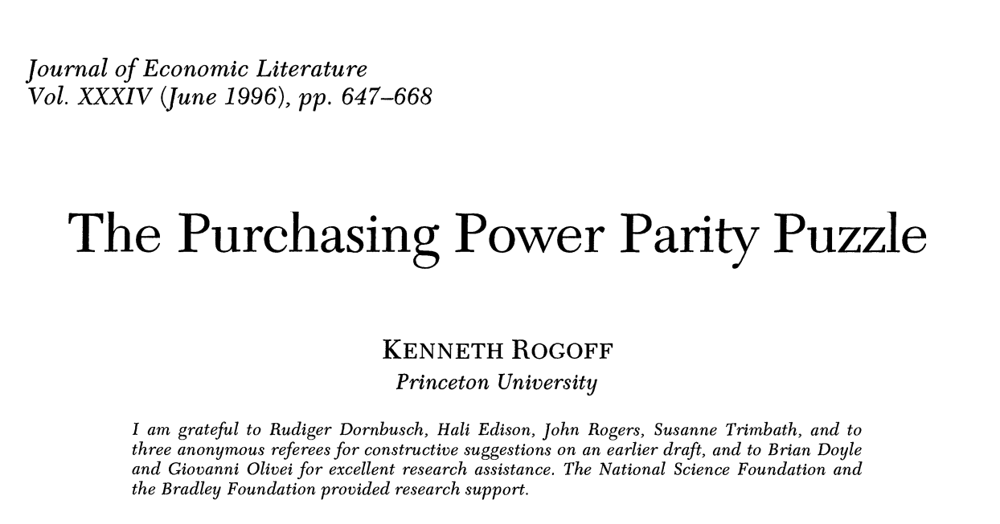 Journal of Economic Literature
Vol. XXXIV (June 1996), pp. 647–668
The Purchasing Power Parity Puzzle
KENNETH ROGOFF
Princeton University
I am grateful to Rudiger Dornbusch, Hali Edison, John Rogers, Susanne Trimbath, and to
three anonymous referees for constructive suggestions on an earlier draft, and to Brian Doyle
and Giovanni Olivei for excellent research assistance. The National Science Foundation and
the Bradley Foundation provided research support.